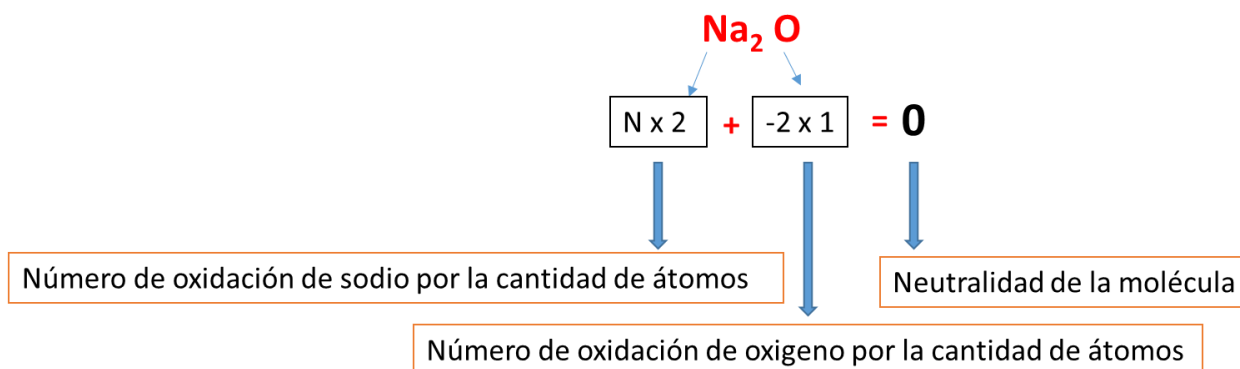 Na₂ O
N x 2 + -2 x 1 = 0
Número de oxidación de sodio por la cantidad de átomos
Neutralidad de la molécula
Número de oxidación de oxigeno por la cantidad de átomos